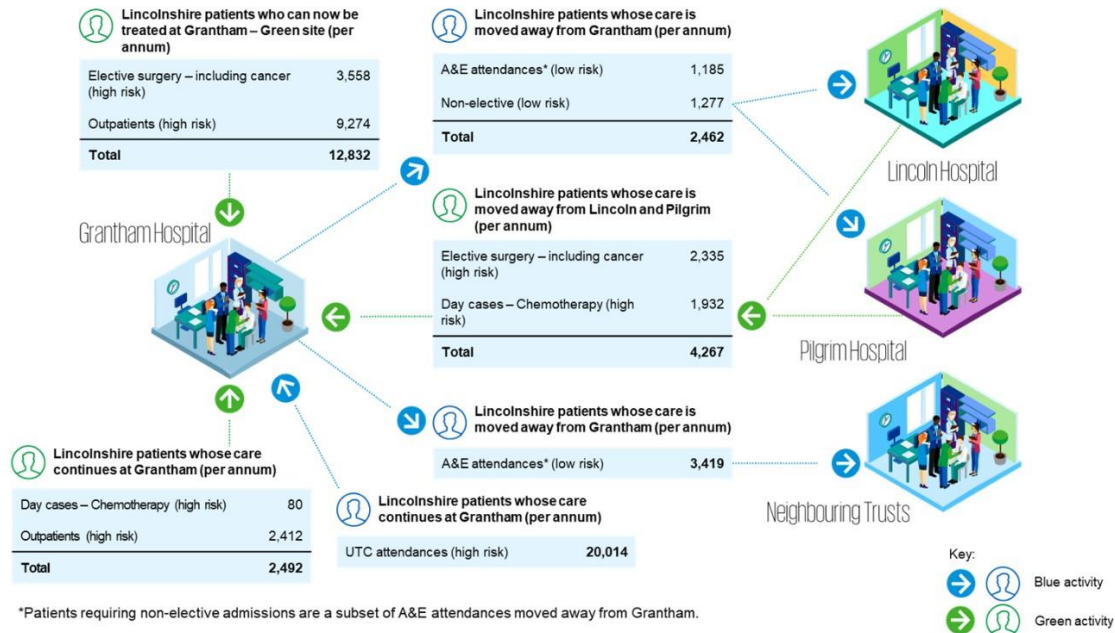 Lincolnshire patients who can now be
treated at Grantham – Green site (per
annum)
Elective surgery – including cancer 3,558
(high risk)
Outpatients (high risk) 9,274
Total 12,832
Lincolnshire patients whose care is
moved away from Grantham (per annum)
A&E attendances* (low risk) 1,185
Non-elective (low risk) 1,277
Total 2,462
Lincoln Hospital
Lincolnshire patients whose care is
moved away from Lincoln and Pilgrim
(per annum)
Elective surgery – including cancer 2,335
(high risk)
Day cases – Chemotherapy (high 1,932
risk)
Total 4,267
Grantham Hospital
Pilgrim Hospital
Lincolnshire patients whose care is
moved away from Grantham (per annum)
A&E attendances* (low risk) 3,419
Neighbouring Trusts
Lincolnshire patients whose care
continues at Grantham (per annum)
Day cases – Chemotherapy (high risk) 80
Outpatients (high risk) 2,412
Total 2,492
Lincolnshire patients whose care
continues at Grantham (per annum)
UTC attendances (high risk) 20,014
Key:
Blue activity
Green activity
*Patients requiring non-elective admissions are a subset of A&E attendances moved away from Grantham.